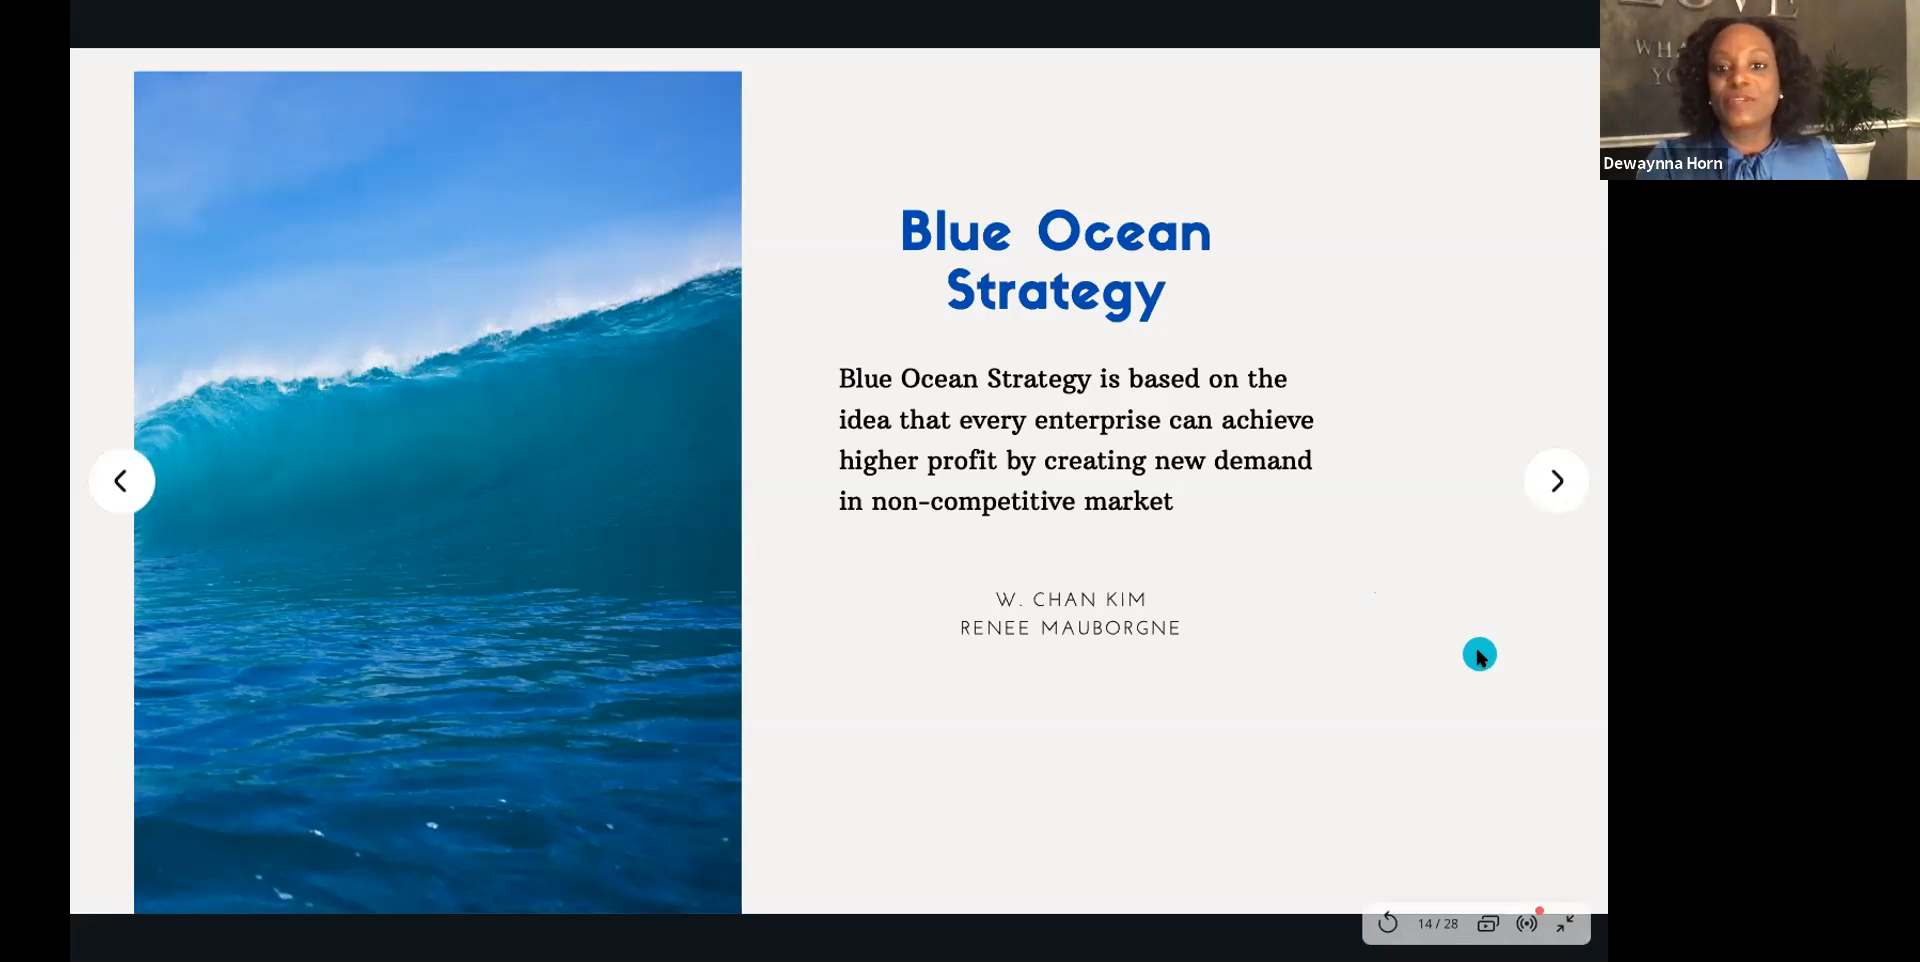 Blue Ocean
Strategy
Blue Ocean Strategy is based on the
idea that every enterprise can achieve
higher profit by creating new demand
in non-competitive market
W. CHAN KIM
RENEE MAUBORGNE
Dewaynna Horn
14 / 28